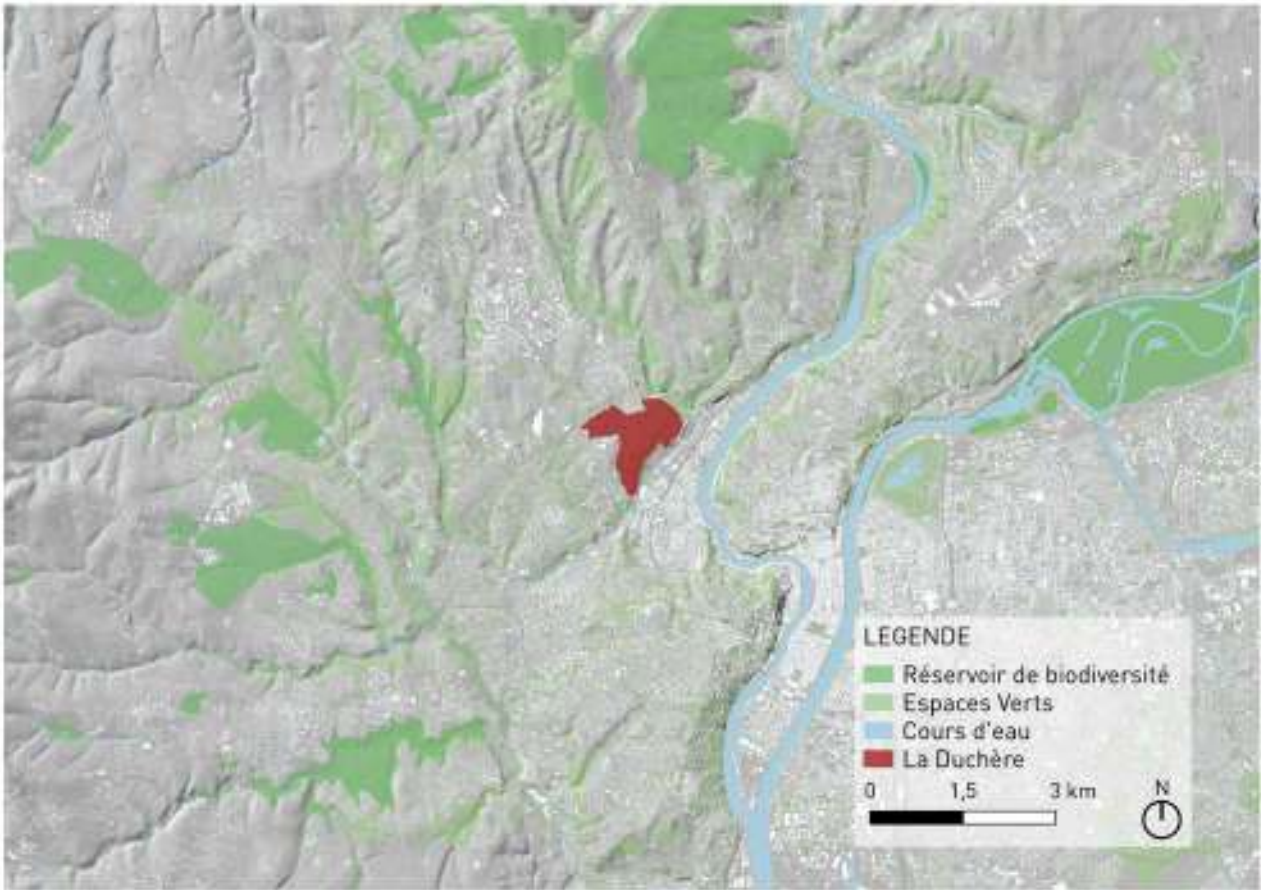 LEGENDE
Réservoir de biodiversité
Espaces Verts
Cours d'eau
La Duchère
0 1,5 3 km
N